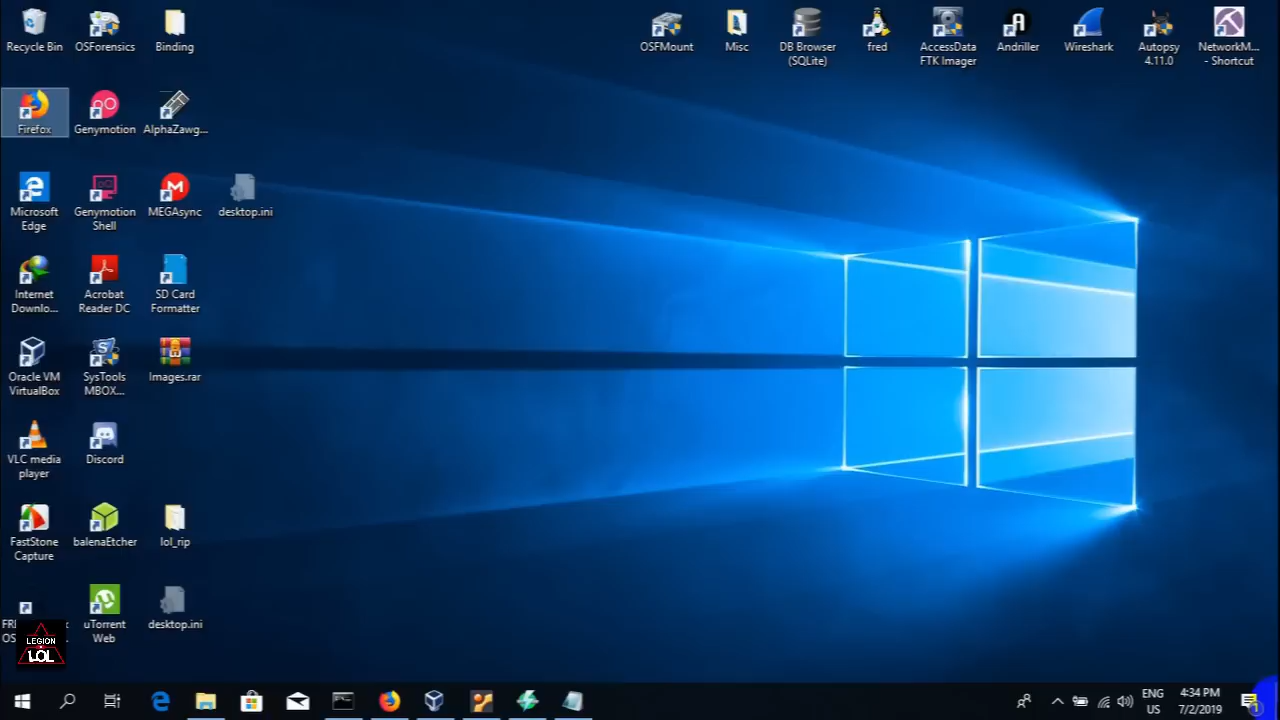 Recycle Bin
OSForensics
Binding
OSFMount
Misc
DB Browser
(SQLite)
fred
AccessData
FTK Imager
Andriller
Wireshark
Autopsy
4.11.0
NetworkM...
- Shortcut
Firefox
Genymotion
AlphaZawg...
Microsoft
Edge
Genymotion
Shell
MEGAsync
desktop.ini
Internet
Downlo...
Acrobat
Reader DC
SD Card
Formatter
Oracle VM
VirtualBox
SysTools
MBOX...
Images.rar
VLC media
player
Discord
FastStone
Capture
balenaEtcher
lol_rip
uTorrent
Web
desktop.ini
LEGION
LOL
ENG
US
4:34 PM
7/2/2019
1